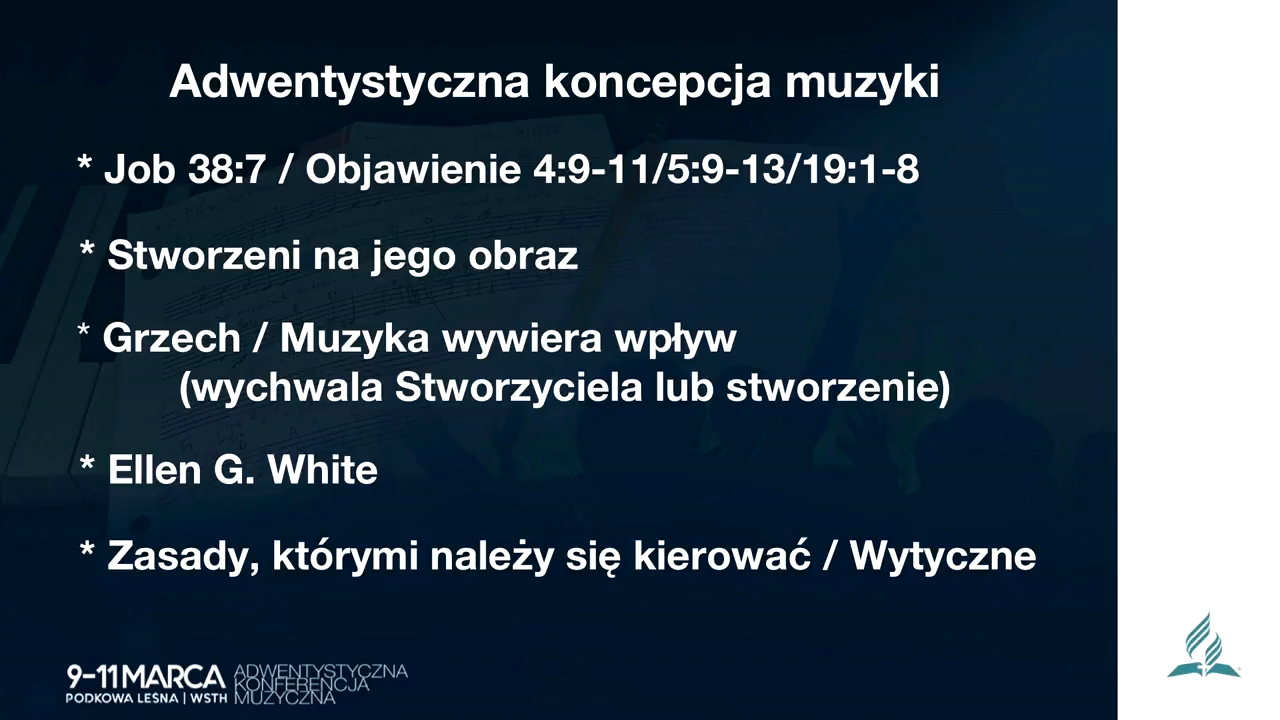 Adwentystyczna koncepcja muzyki
* Job 38:7 / Objawienie 4:9-11/5:9-13/19:1-8
* Stworzeni na jego obraz
* Grzech / Muzyka wywiera wpływ
(wychwala Stworzyciela lub stworzenie)
* Ellen G. White
* Zasady, którymi należy się kierować / Wytyczne
9-11 MARCA
PODKOWA LEŚNA | WSTH
ADWENTYSTYCZNA
KONFERENCJA
MUZYCZNA